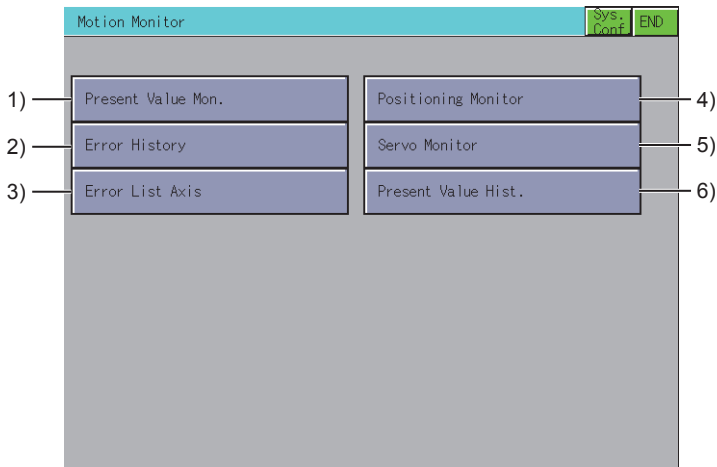 Motion Monitor
Sys. Conf.
END
1) Present Value Mon.
2) Error History
3) Error List Axis
Positioning Monitor 4)
Servo Monitor 5)
Present Value Hist. 6)